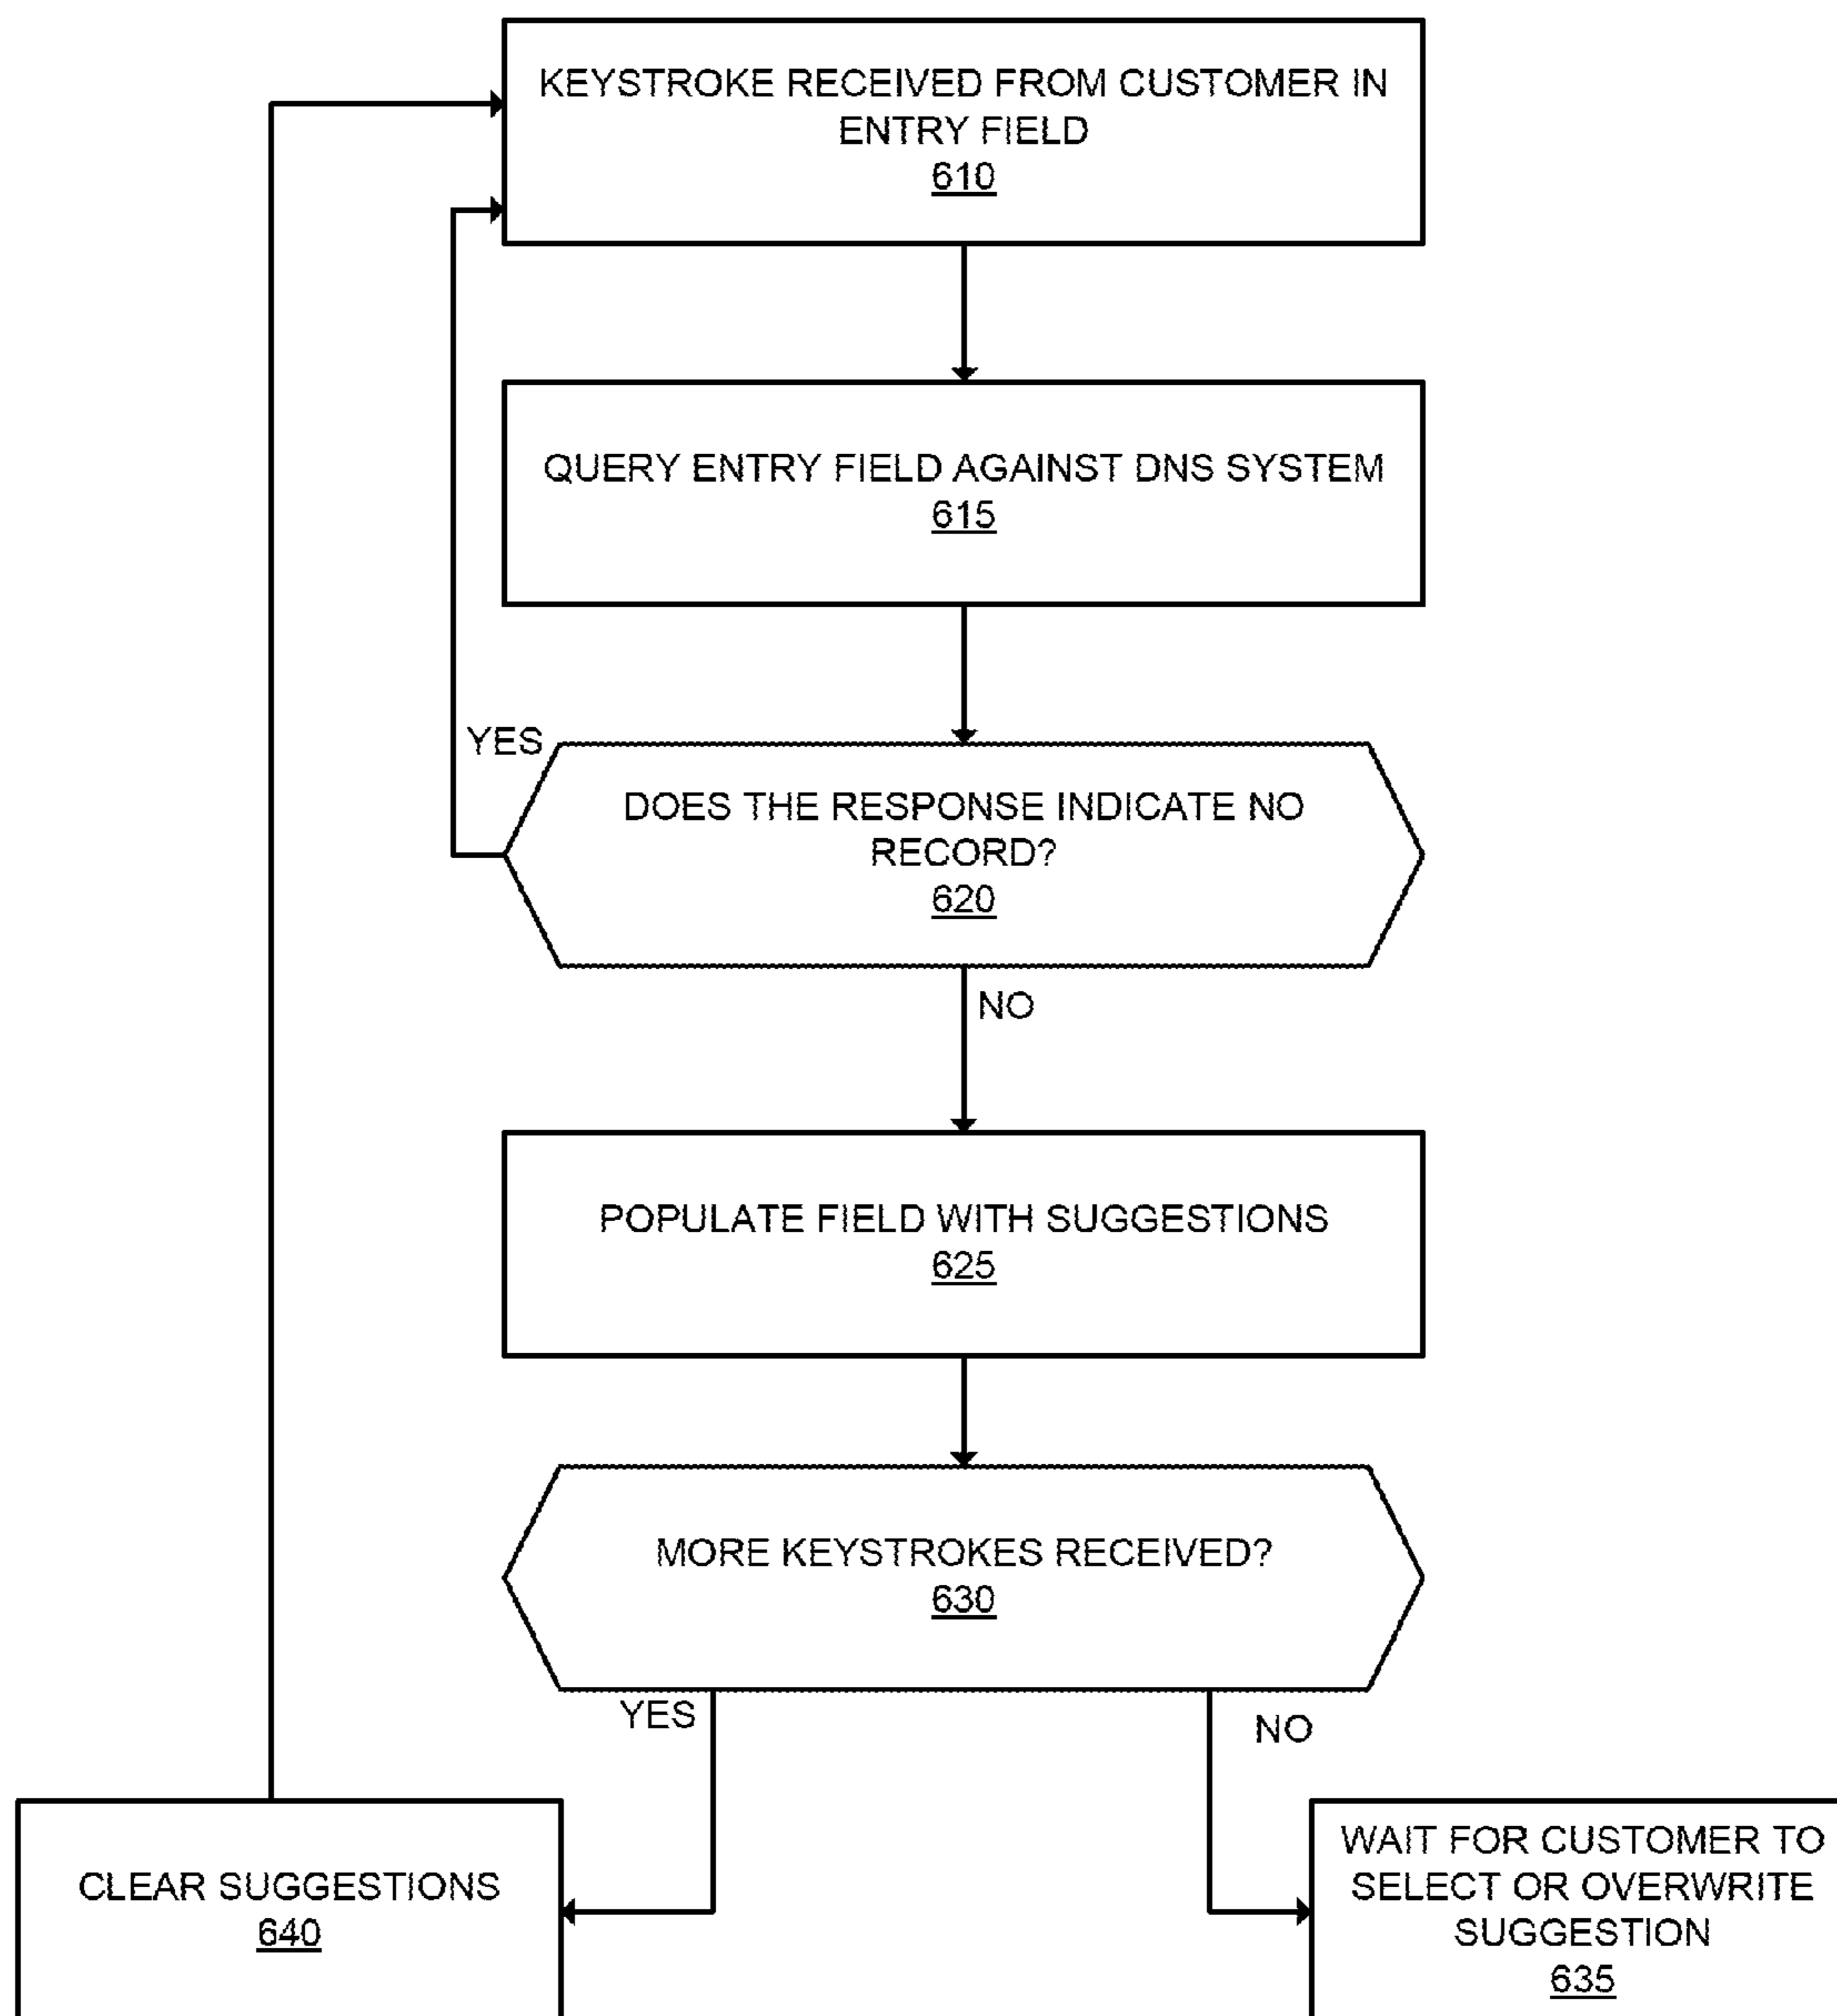 KEYSTROKE RECEIVED FROM CUSTOMER IN
ENTRY FIELD
610
QUERY ENTRY FIELD AGAINST DNS SYSTEM
615
YES
DOES THE RESPONSE INDICATE NO
RECORD?
620
NO
POPULATE FIELD WITH SUGGESTIONS
625
MORE KEYSTROKES RECEIVED?
630
YES
NO
CLEAR SUGGESTIONS
640
WAIT FOR CUSTOMER TO
SELECT OR OVERWRITE
SUGGESTION
635